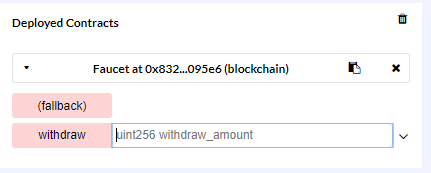 Deployed Contracts
Faucet at 0x832...095e6 (blockchain)
(fallback)
withdraw
uint256 withdraw_amount